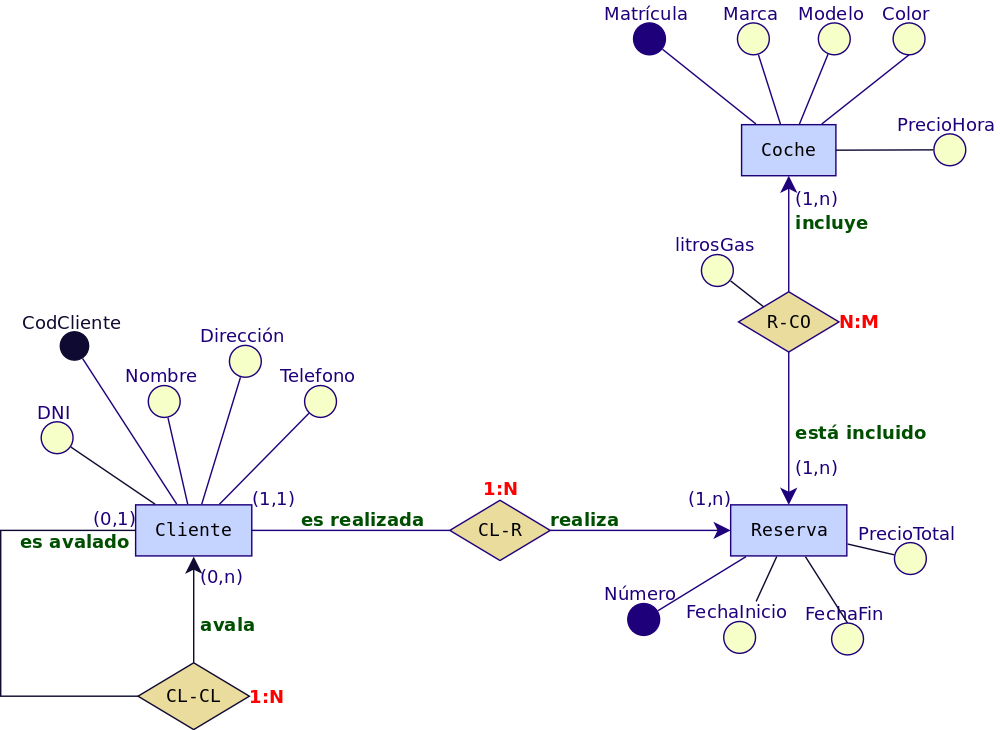 Matrícula
Marca
Modelo
Color
PrecioHora
Coche
(1,n)
incluye
litrosGas
R-CO
N:M
CodCliente
Dirección
Nombre
Telefono
DNI
está incluido
(1,n)
(0,1)
es avalado
Cliente
(1,1)
es realizada
1:N
CL-R
realiza
(1,n)
Reserva
PrecioTotal
(0,n)
avala
Número
FechaInicio
FechaFin
CL-CL
1:N